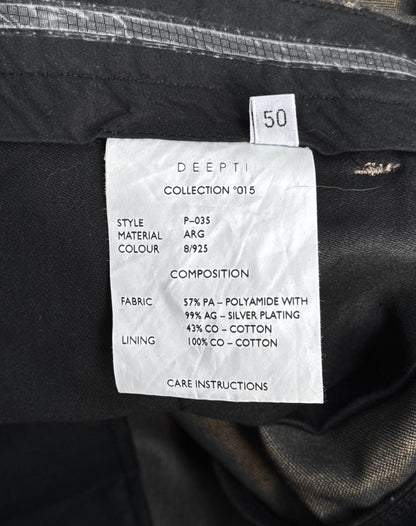 50
DEEPTI
COLLECTION °015
STYLE P–035
MATERIAL ARG
COLOUR 8/925
COMPOSITION
FABRIC 57% PA – POLYAMIDE WITH
99% AG – SILVER PLATING
43% CO – COTTON
LINING 100% CO – COTTON
CARE INSTRUCTIONS